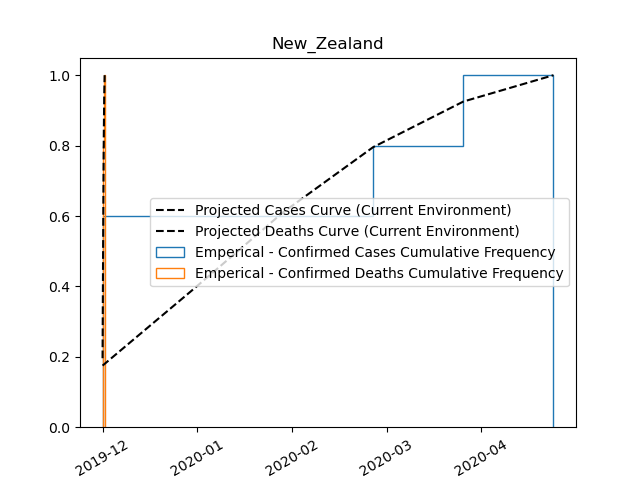 New_Zealand
1.0
0.8
0.6
0.4
0.2
0.0
Projected Cases Curve (Current Environment)
Projected Deaths Curve (Current Environment)
Emperical - Confirmed Cases Cumulative Frequency
Emperical - Confirmed Deaths Cumulative Frequency
2019-12
2020-01
2020-02
2020-03
2020-04